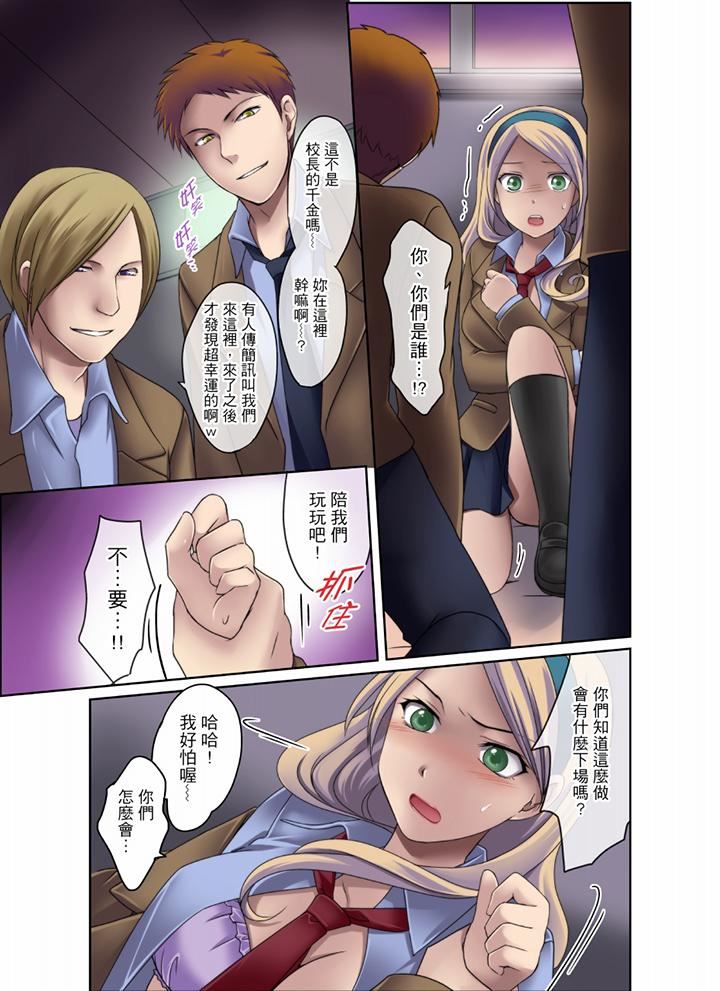 你、你們是誰…!?
這不是
校長的千金嗎～
妳在這裡
幹嘛啊～～？
奸笑
奸笑
有人傳簡訊叫我們
來這裡，來了之後
才發現超幸運的啊
w
陪我們
玩玩吧！
抓住
不…要…!!
你們知道這麼做
會有什麼下場嗎？
哈哈！
我好怕喔～
你們
怎麼會…